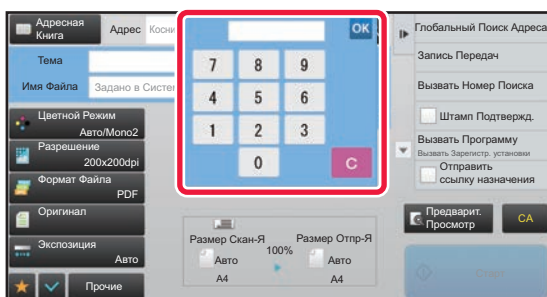 Адресная
Книга
Адрес
Тема
Имя Файла
Задано в
Цветной Режим
Авто/Mono2
Разрешение
200x200dpi
Формат Файла
PDF
Оригинал
Экспозиция
Авто
Прочие
OK
7 8 9
4 5 6
1 2 3
0 C
Размер Скан-Я
100%
Размер Отпр-Я
Авто
A4
Авто
A4
Глобальный Поиск Адреса
Запись Передач
Вызвать Номер Поиска
Штамп Подтвержд.
Вызвать Программу
Вызвать Зарегистр. установки
Отправить
ссылку назначения
Предварит.
Просмотр
CA
Старт